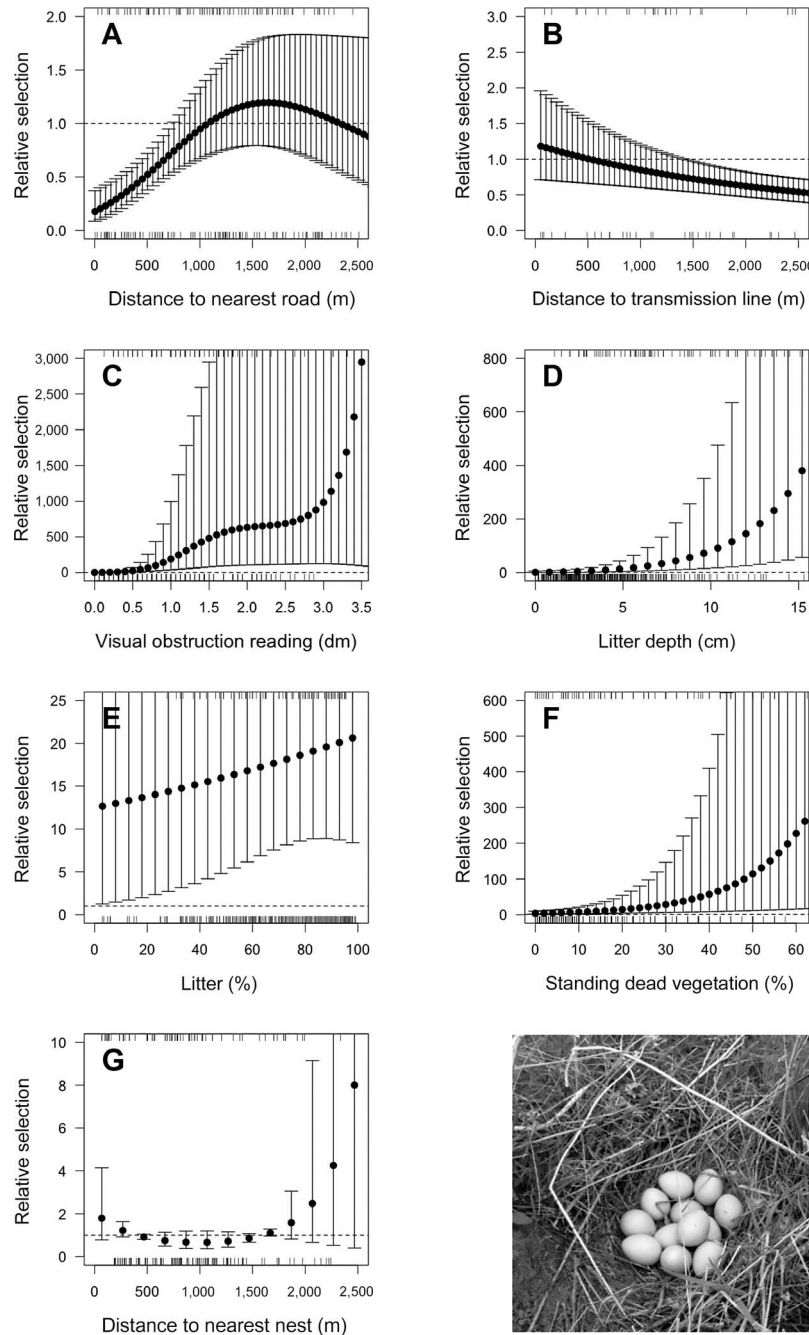 A
Relative selection
2.0
1.5
1.0
0.5
0.0
0 500 1,000 1,500 2,000 2,500
Distance to nearest road (m)
B
Relative selection
3.0
2.5
2.0
1.5
1.0
0.5
0.0
0 500 1,000 1,500 2,000 2,500
Distance to transmission line (m)
C
Relative selection
3,000
2,500
2,000
1,500
1,000
500
0
0.0 0.5 1.0 1.5 2.0 2.5 3.0 3.5
Visual obstruction reading (dm)
D
Relative selection
800
600
400
200
0
0 5 10 15
Litter depth (cm)
E
Relative selection
25
20
15
10
5
0
0 20 40 60 80 100
Litter (%)
F
Relative selection
600
500
400
300
200
100
0
0 10 20 30 40 50 60
Standing dead vegetation (%)
G
Relative selection
10
8
6
4
2
0
0 500 1,000 1,500 2,000 2,500
Distance to nearest nest (m)